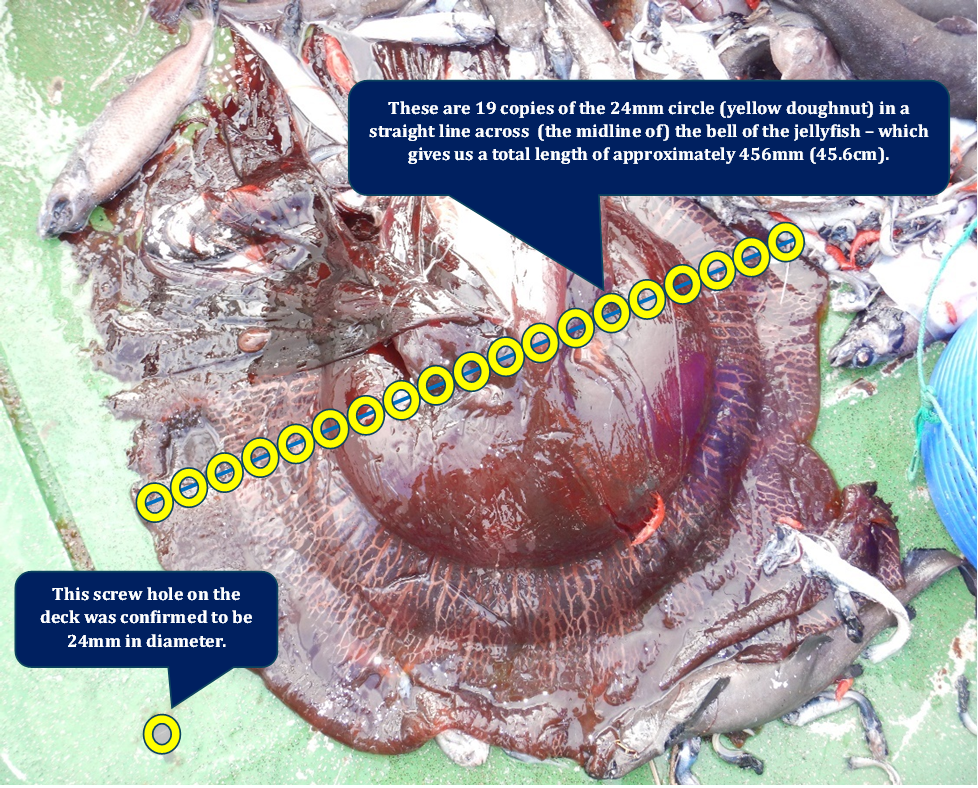 These are 19 copies of the 24mm circle (yellow doughnut) in a
straight line across (the midline of) the bell of the jellyfish – which
gives us a total length of approximately 456mm (45.6cm).
This screw hole on the
deck was confirmed to be
24mm in diameter.